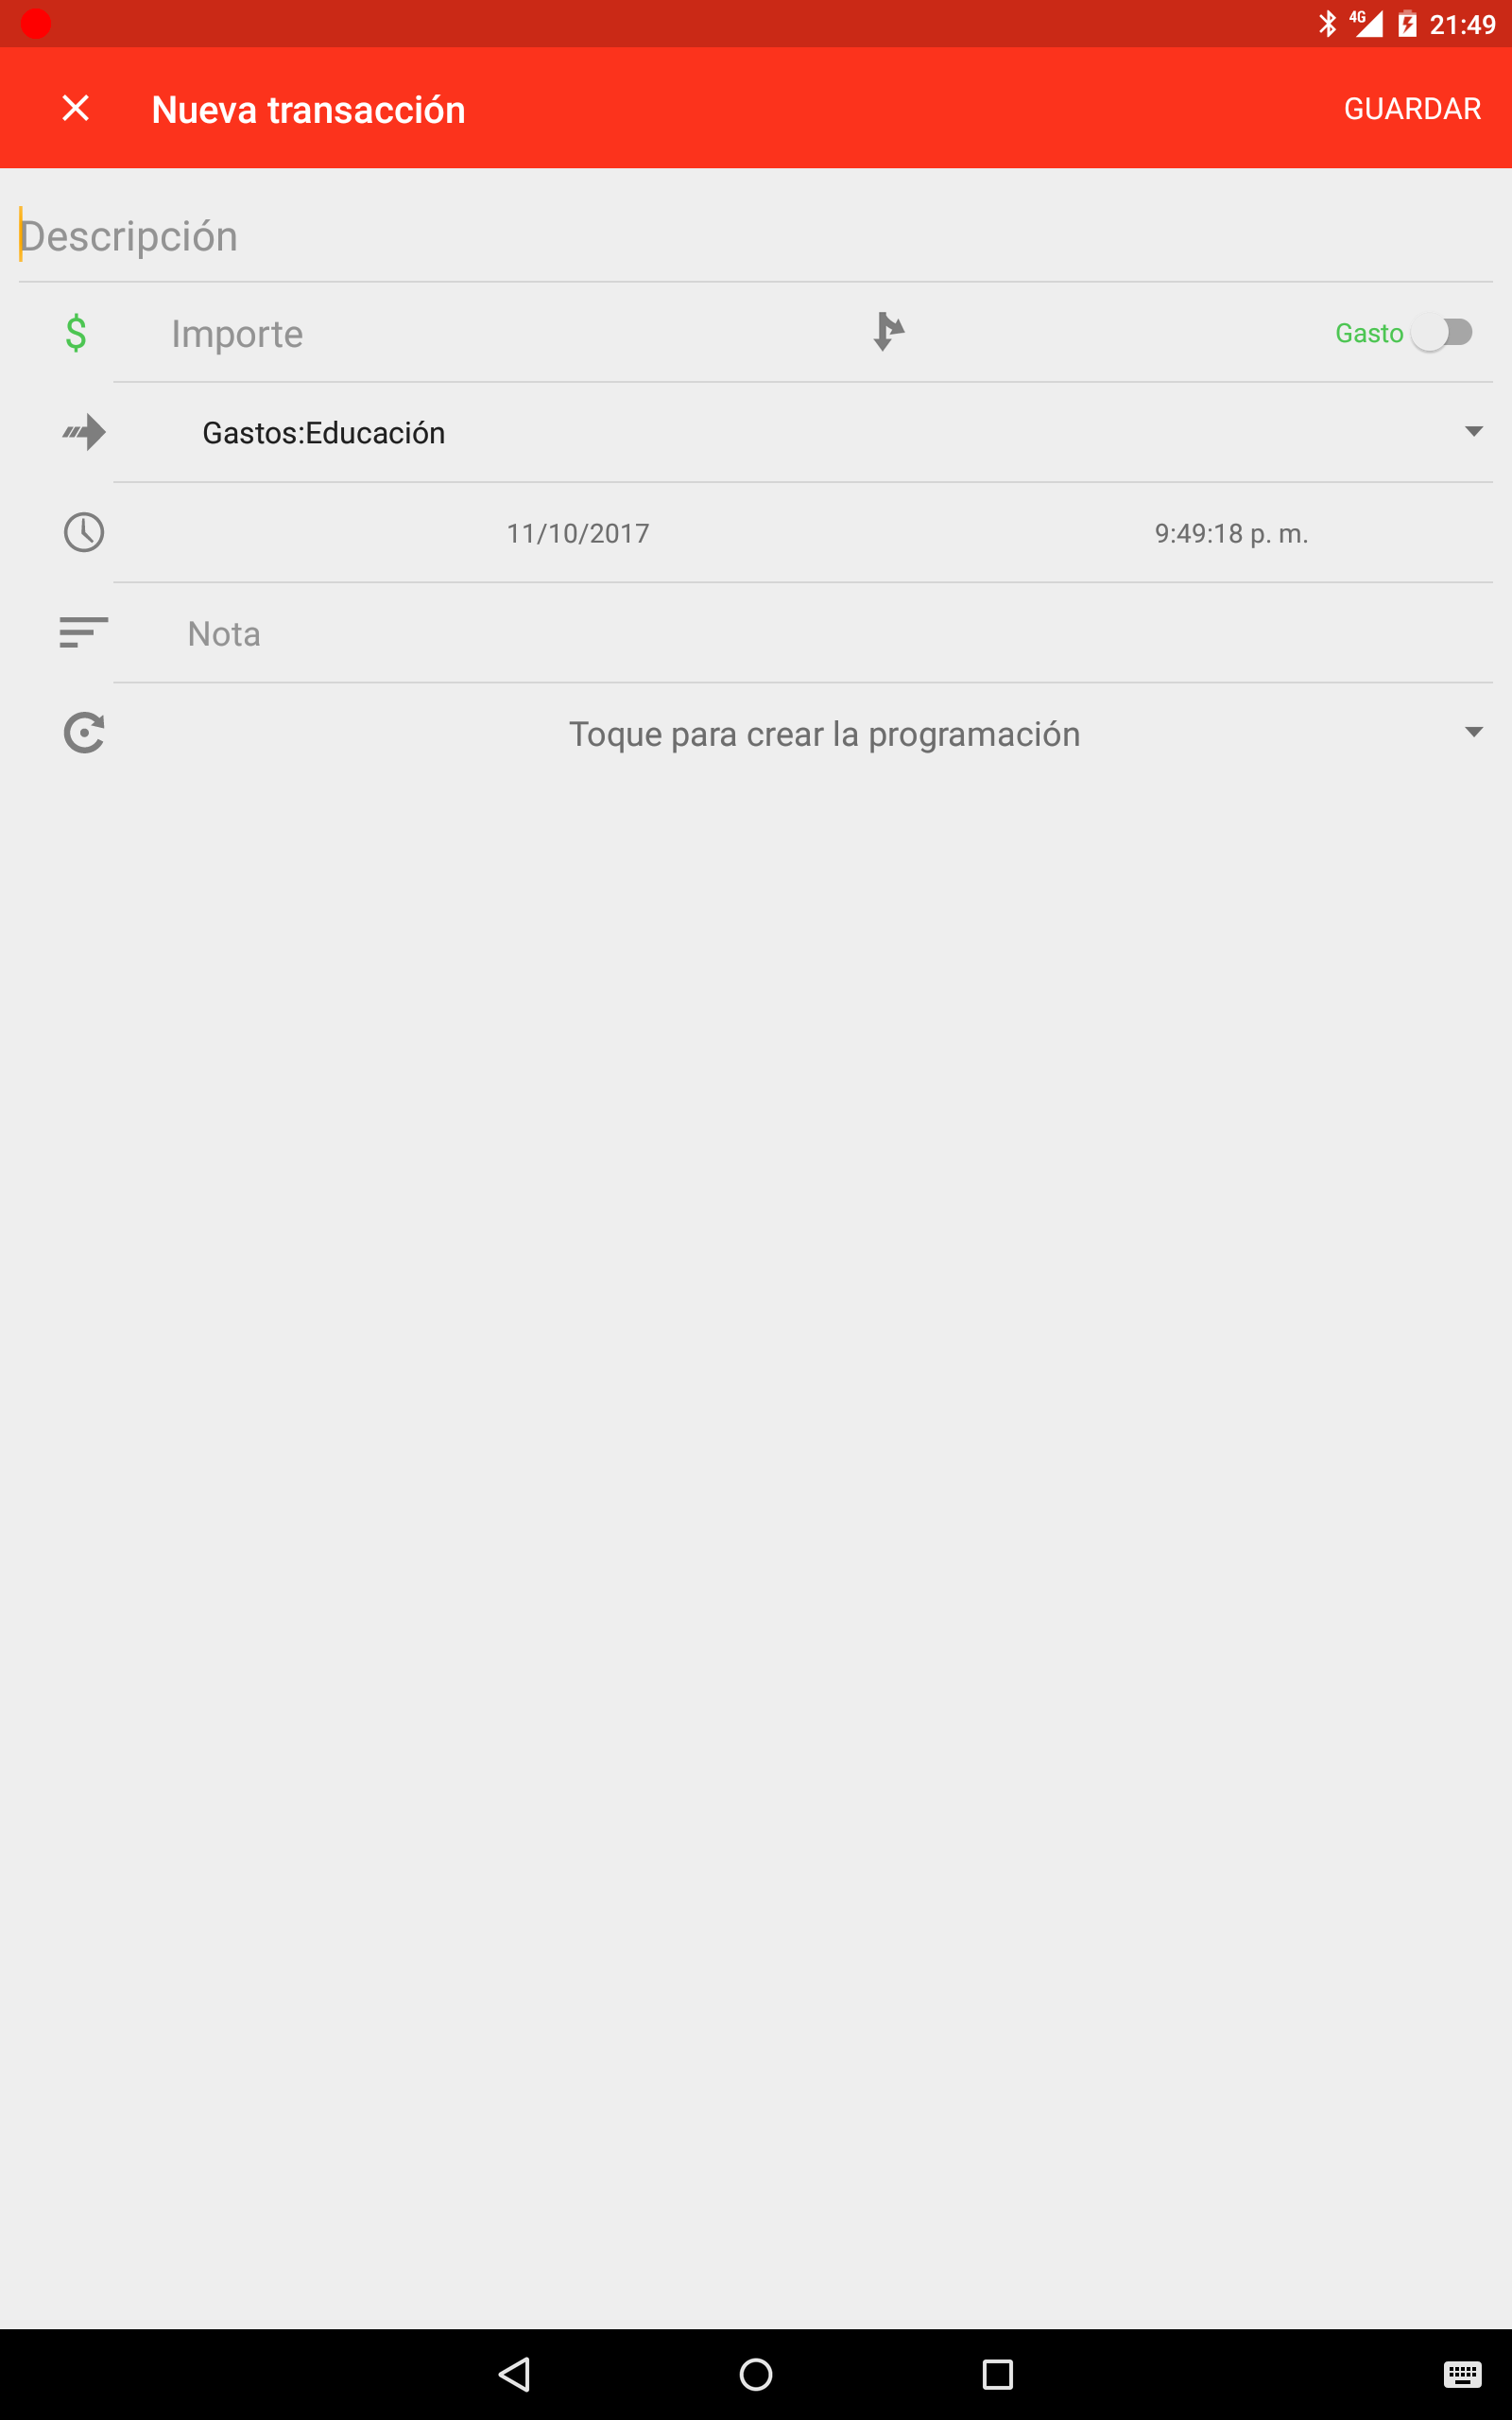 4G 21:49
Nueva transacción GUARDAR
Descripción
$ Importe Gasto
Gastos:Educación
11/10/2017 9:49:18 p. m.
Nota
Toque para crear la programación